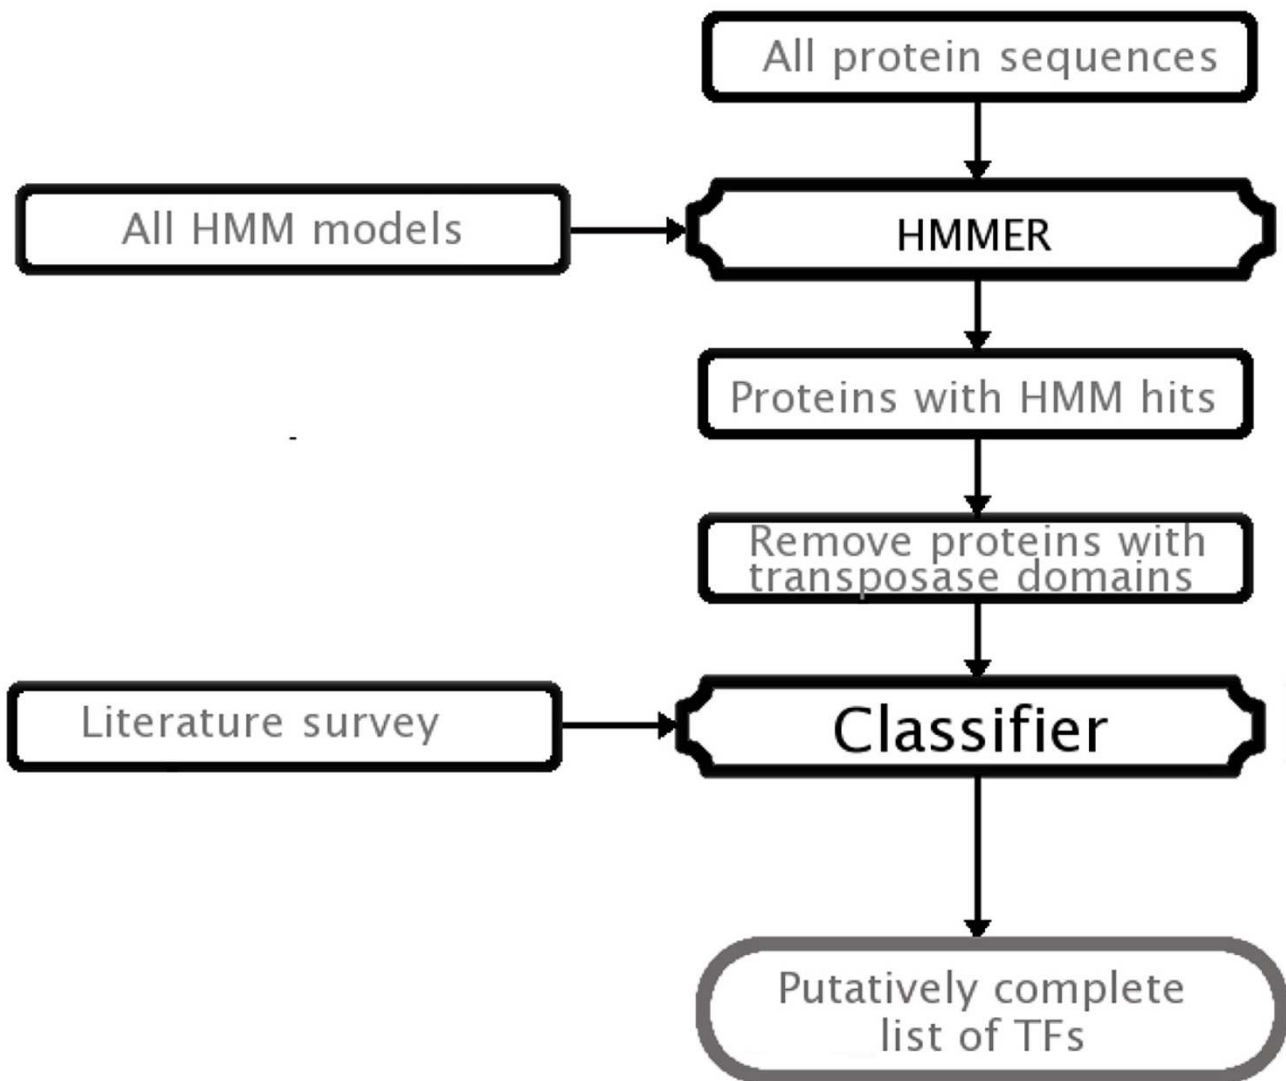 All protein sequences
All HMM models
HMMER
Proteins with HMM hits
-
Remove proteins with
transposase domains
Literature survey
Classifier
Putatively complete
list of TFs